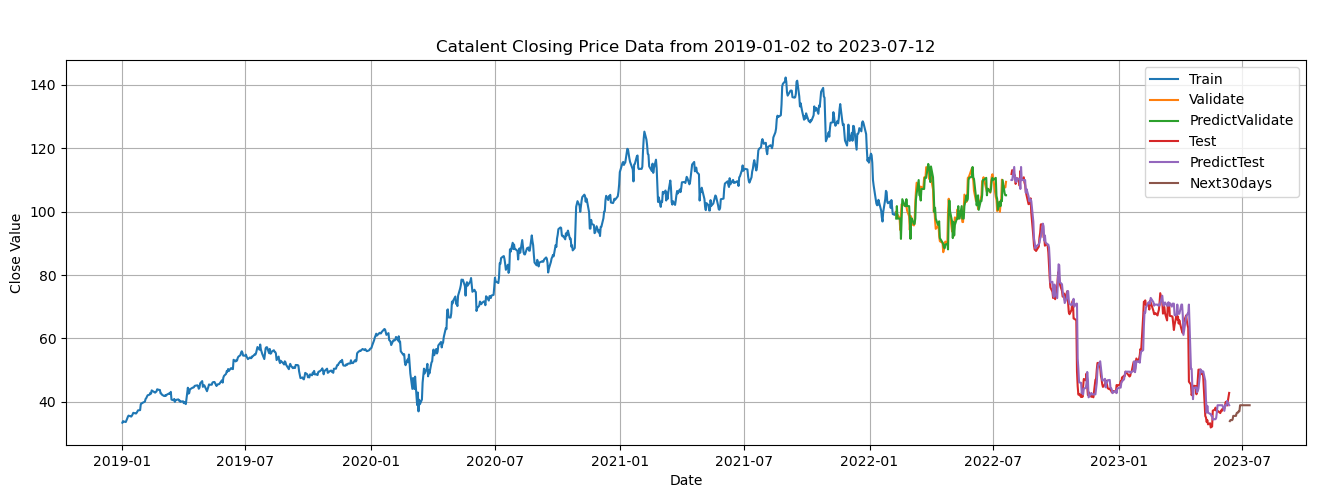 Catalent Closing Price Data from 2019-01-02 to 2023-07-12
Close Value
140
120
100
80
60
40
Train
Validate
PredictValidate
Test
PredictTest
Next30days
2019-01 2019-07 2020-01 2020-07 2021-01 2021-07 2022-01 2022-07 2023-01 2023-07
Date